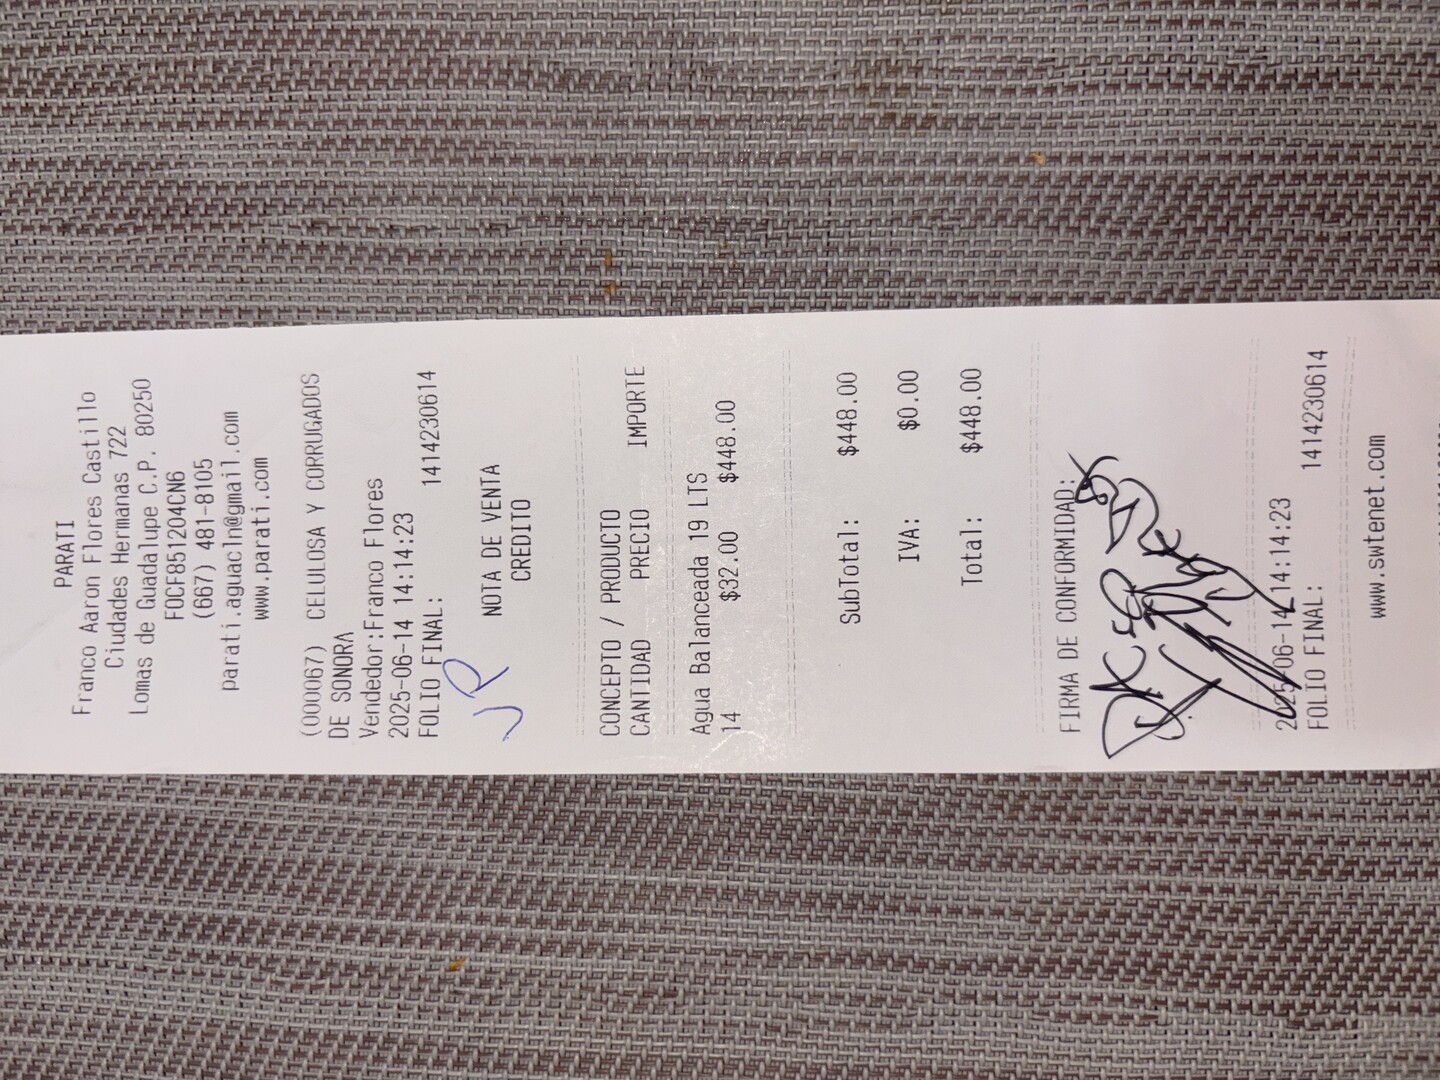 PARATI
Franco Aaron Flores Castillo
Ciudades Hermanas 722
Lomas de Guadalupe C.P. 80250
FOCF851204CN6
(667) 481-8105
parati.aguacln@gmail.com
www.parati.com
(000067) CELULOSA Y CORRUGADOS
DE SONORA
Vendedor:Franco Flores
2025-06-14 14:14:23
FOLIO FINAL: 1414230614
JP
NOTA DE VENTA
CREDITO
CONCEPTO / PRODUCTO
CANTIDAD PRECIO IMPORTE
Agua Balanceada 19 LTS
14 $32.00 $448.00
SubTotal: $448.00
IVA: $0.00
Total: $448.00
FIRMA DE CONFORMIDAD:
2025-06-14 14:14:23
FOLIO FINAL: 1414230614
www.swtenet.com